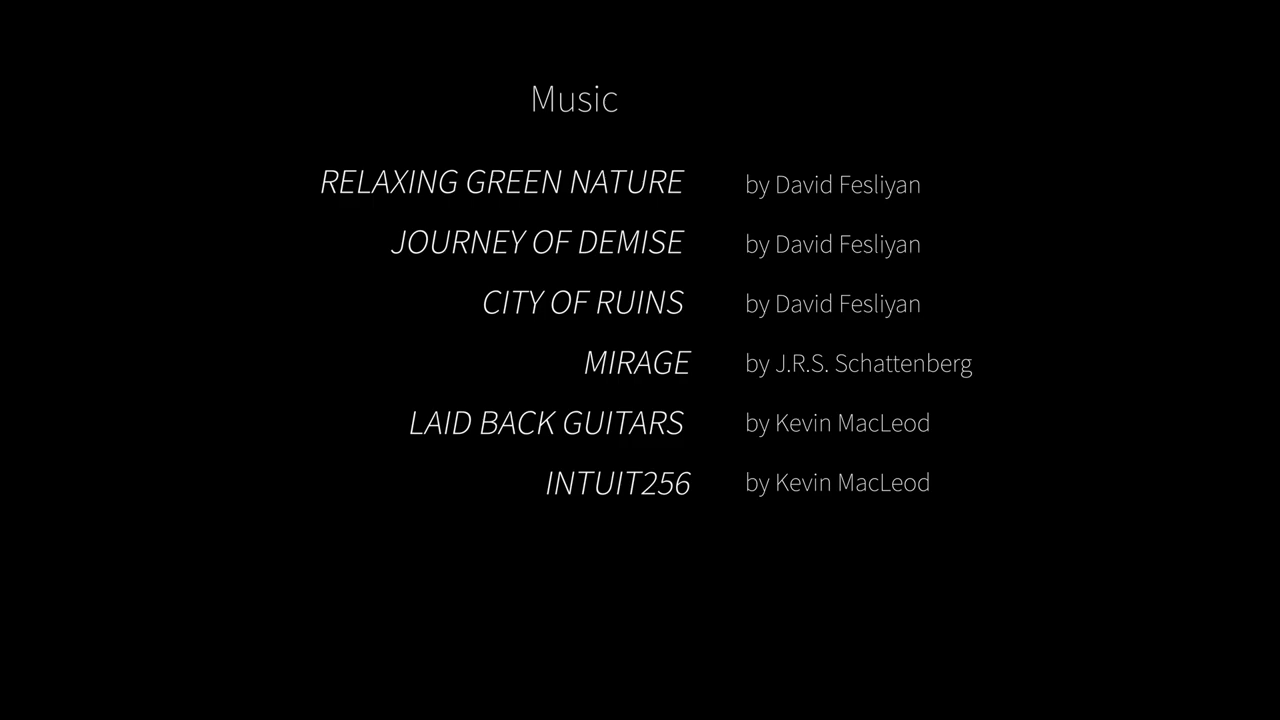 Music
RELAXING GREEN NATURE by David Fesliyan
JOURNEY OF DEMISE by David Fesliyan
CITY OF RUINS by David Fesliyan
MIRAGE by J.R.S. Schattenberg
LAID BACK GUITARS by Kevin MacLeod
INTUIT256 by Kevin MacLeod